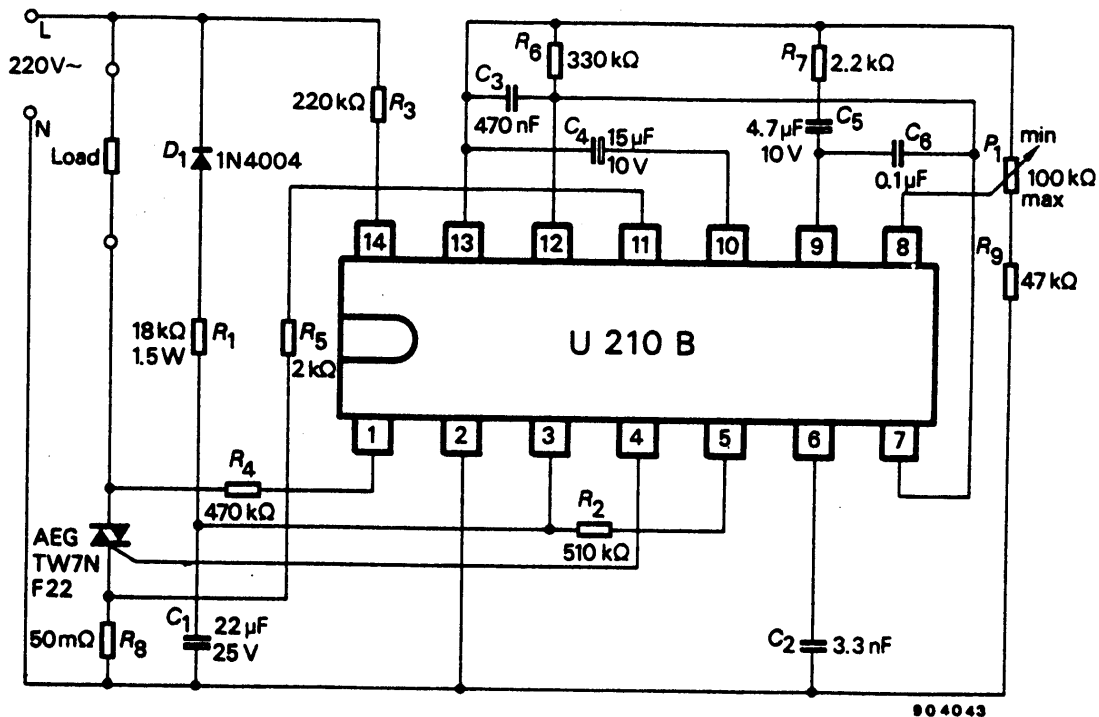 L
220V~
N
Load
D1
1N4004
220kΩ
R3
R6
330kΩ
C3
470nF
C4
15µF
10V
R7
2.2kΩ
4.7µF
10V
C5
C6
0.1µF
P1
min
100kΩ
max
R9
47kΩ
14
13
12
11
10
9
8
18kΩ
1.5W
R1
R5
2kΩ
U 210 B
1
2
3
4
5
6
7
R4
470kΩ
R2
510kΩ
AEG
TW7N
F22
50mΩ
R8
C1
22µF
25V
C2
3.3nF
904043